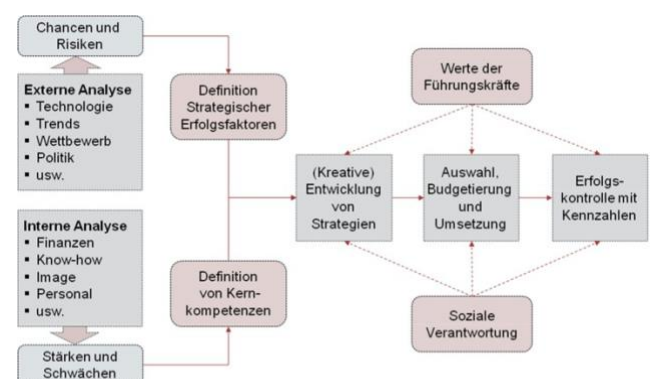 Chancen und
Risiken
Externe Analyse
▪ Technologie
▪ Trends
▪ Wettbewerb
▪ Politik
▪ usw.
Interne Analyse
▪ Finanzen
▪ Know-how
▪ Image
▪ Personal
▪ usw.
Stärken und
Schwächen
Definition
Strategischer
Erfolgsfaktoren
Definition
von Kern-
kompetenzen
(Kreative)
Entwicklung
von
Strategien
Werte der
Führungskräfte
Auswahl,
Budgetierung
und
Umsetzung
Soziale
Verantwortung
Erfolgs-
kontrolle mit
Kennzahlen